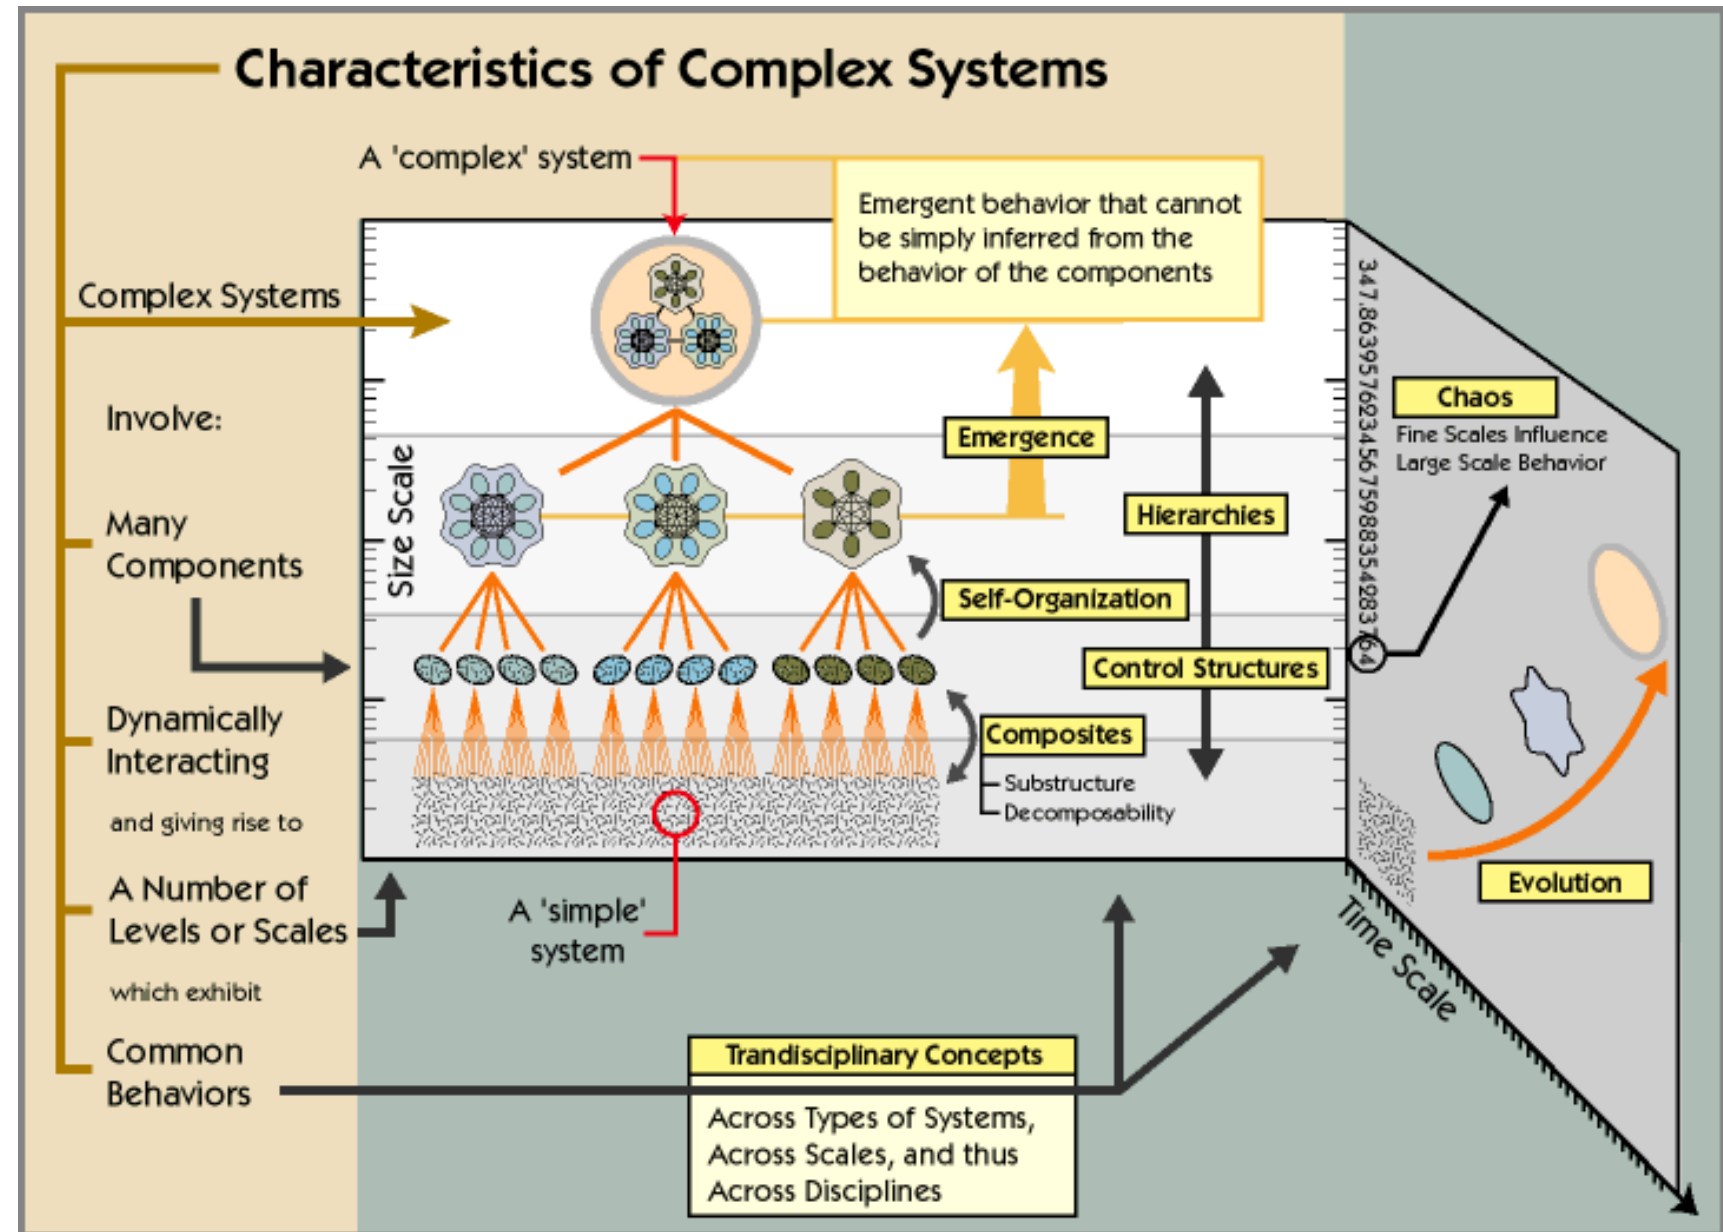 Characteristics of Complex Systems
A 'complex' system
Emergent behavior that cannot
be simply inferred from the
behavior of the components
Complex Systems
Involve:
Many
Components
Dynamically
Interacting
and giving rise to
A Number of
Levels or Scales
which exhibit
Common
Behaviors
Size Scale
Emergence
Hierarchies
Self-Organization
Control Structures
Composites
Substructure
Decomposability
A 'simple'
system
Chaos
Fine Scales Influence
Large Scale Behavior
Evolution
Time Scale
Trandisciplinary Concepts
Across Types of Systems,
Across Scales, and thus
Across Disciplines